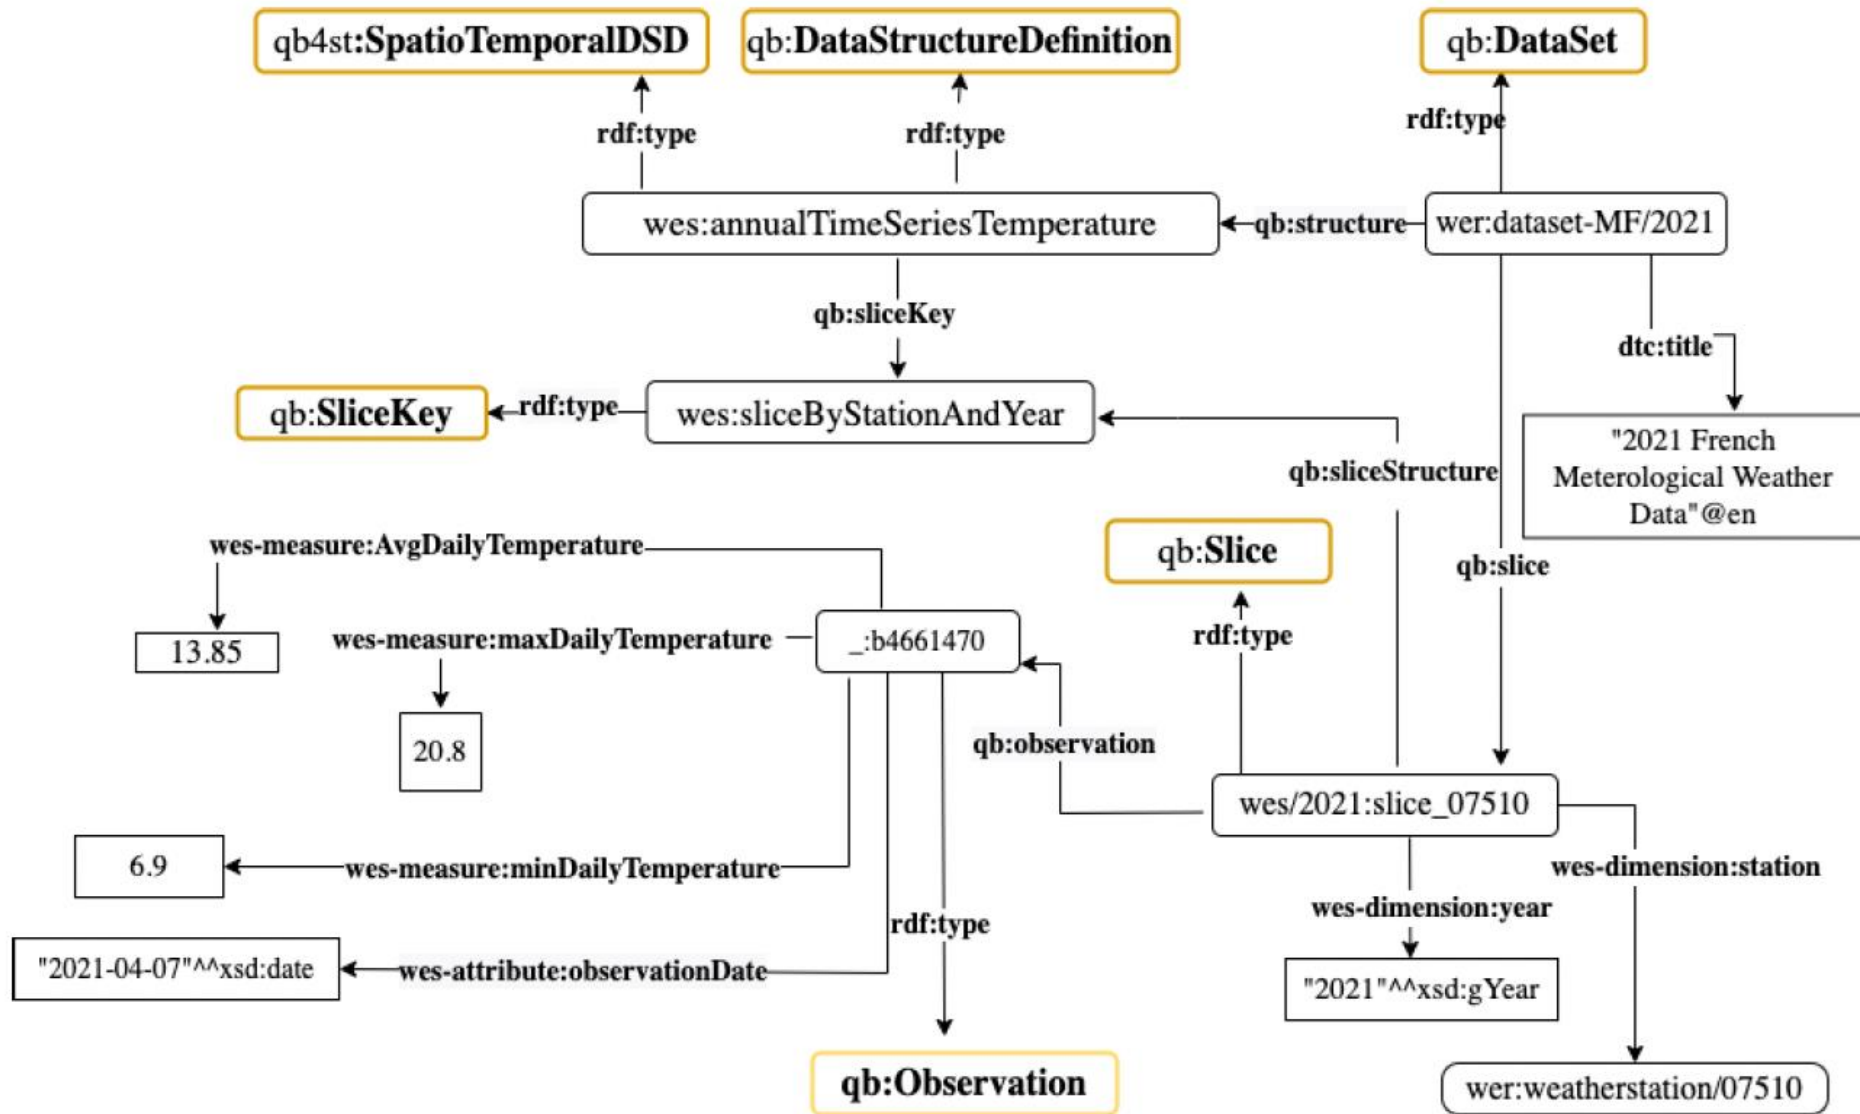 qb4st:SpatioTemporalDSD
qb:DataStructureDefinition
qb:DataSet
rdf:type
rdf:type
rdf:type
wes:annualTimeSeriesTemperature
qb:structure
wer:dataset-MF/2021
qb:sliceKey
dtc:title
qb:SliceKey
rdf:type
wes:sliceByStationAndYear
"2021 French
Meterological Weather
Data"@en
qb:sliceStructure
wes-measure:AvgDailyTemperature
qb:Slice
qb:slice
13.85
wes-measure:maxDailyTemperature
_:b4661470
rdf:type
20.8
qb:observation
wes/2021:slice_07510
6.9
wes-measure:minDailyTemperature
wes-dimension:station
wes-dimension:year
rdf:type
"2021-04-07"^^xsd:date
wes-attribute:observationDate
"2021"^^xsd:gYear
qb:Observation
wer:weatherstation/07510